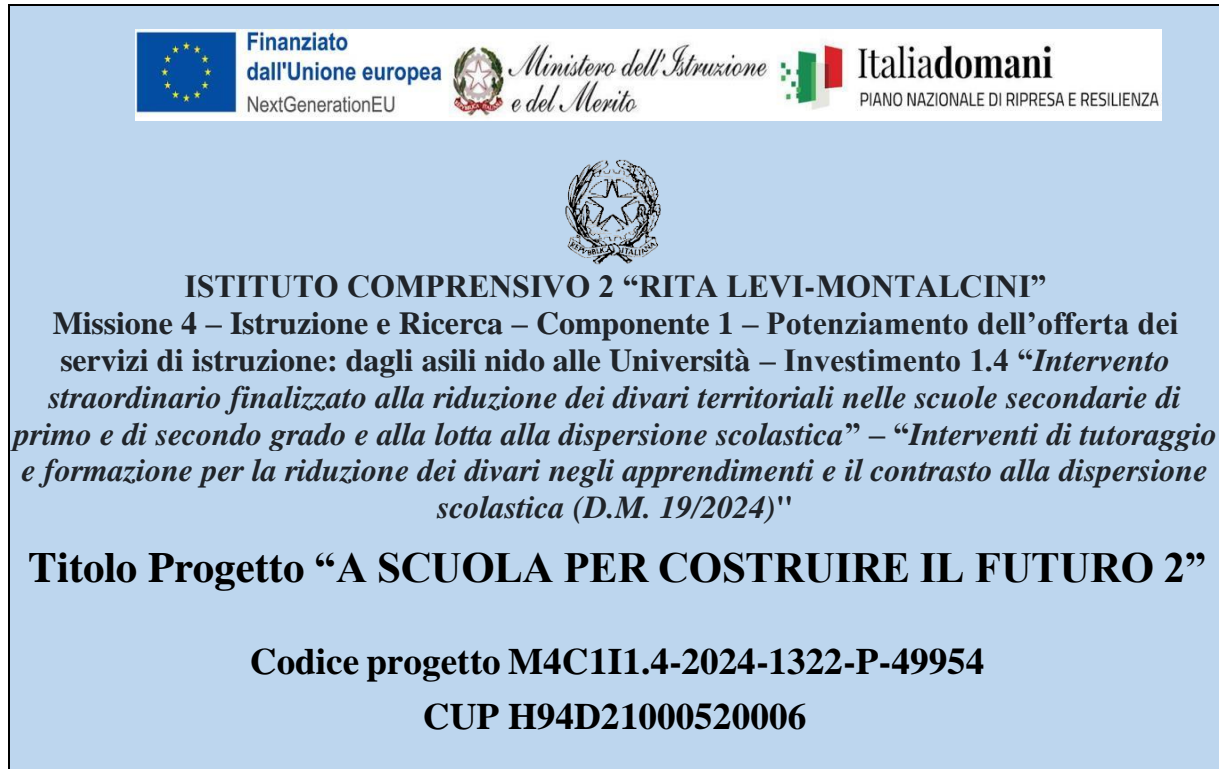 Finanziato
dall'Unione europea
NextGenerationEU
Ministero dell'Istruzione
e del Merito
Italiadomani
PIANO NAZIONALE DI RIPRESA E RESILIENZA
REPVBBLICA ITALIANA
ISTITUTO COMPRENSIVO 2 “RITA LEVI-MONTALCINI”
Missione 4 – Istruzione e Ricerca – Componente 1 – Potenziamento dell’offerta dei
servizi di istruzione: dagli asili nido alle Università – Investimento 1.4 “Intervento
straordinario finalizzato alla riduzione dei divari territoriali nelle scuole secondarie di
primo e di secondo grado e alla lotta alla dispersione scolastica” – “Interventi di tutoraggio
e formazione per la riduzione dei divari negli apprendimenti e il contrasto alla dispersione
scolastica (D.M. 19/2024)"
Titolo Progetto “A SCUOLA PER COSTRUIRE IL FUTURO 2”
Codice progetto M4C1I1.4-2024-1322-P-49954
CUP H94D21000520006